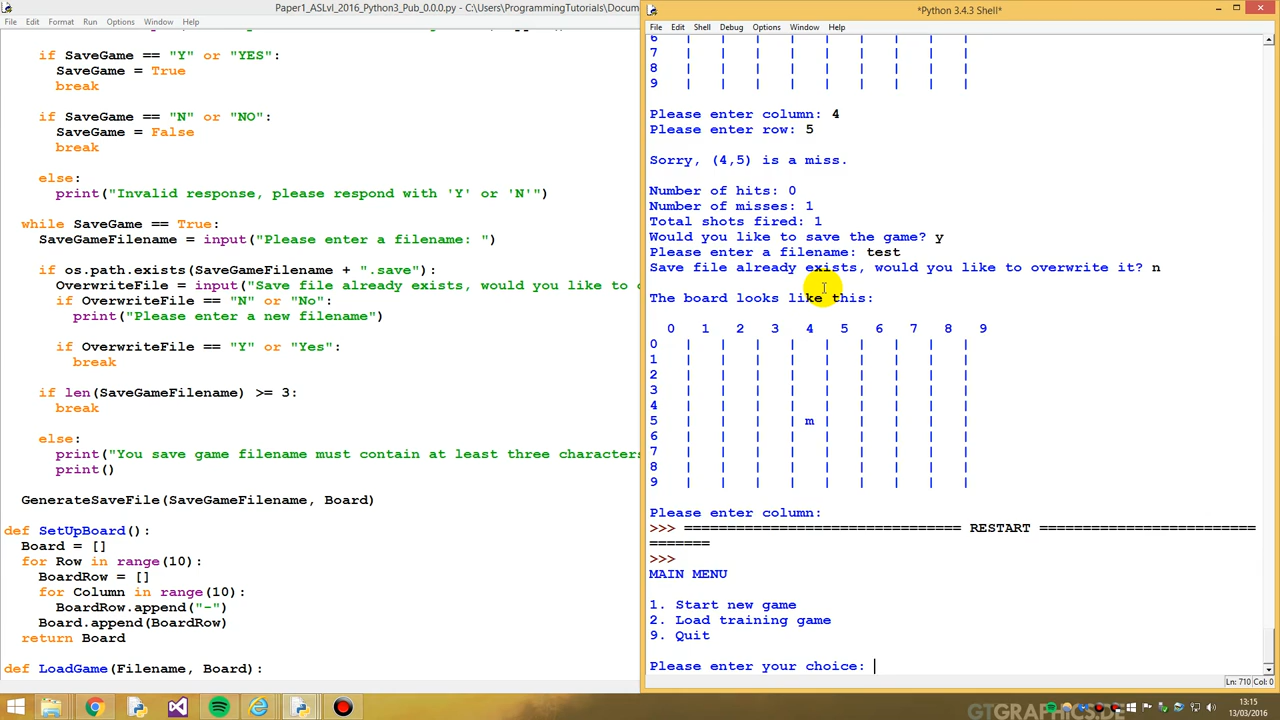 Paper1_ASLvl_2016_Python3_Pub_0.0.0.py - C:\Users\ProgrammingTutorials\Docum...
File Edit Format Run Options Window Help
if SaveGame == "Y" or "YES":
SaveGame = True
break
if SaveGame == "N" or "NO":
SaveGame = False
break
else:
print("Invalid response, please respond with 'Y' or 'N'")
while SaveGame == True:
SaveGameFilename = input("Please enter a filename: ")
if os.path.exists(SaveGameFilename + ".save"):
OverwriteFile = input("Save file already exists, would you like to o
if OverwriteFile == "N" or "No":
print("Please enter a new filename")
if OverwriteFile == "Y" or "Yes":
break
if len(SaveGameFilename) >= 3:
break
else:
print("You save game filename must contain at least three characters
print()
GenerateSaveFile(SaveGameFilename, Board)
def SetUpBoard():
Board = []
for Row in range(10):
BoardRow = []
for Column in range(10):
BoardRow.append("-")
Board.append(BoardRow)
return Board
def LoadGame(Filename, Board):
*Python 3.4.3 Shell*
File Edit Shell Debug Options Window Help
6 | | | | | | | | |
7 | | | | | | | | |
8 | | | | | | | | |
9 | | | | | | | | |
Please enter column: 4
Please enter row: 5
Sorry, (4,5) is a miss.
Number of hits: 0
Number of misses: 1
Total shots fired: 1
Would you like to save the game? y
Please enter a filename: test
Save file already exists, would you like to overwrite it? n
The board looks like this:
0 1 2 3 4 5 6 7 8 9
0 | | | | | | | | |
1 | | | | | | | | |
2 | | | | | | | | |
3 | | | | | | | | |
4 | | | | | | | | |
5 | | | | m | | | | |
6 | | | | | | | | |
7 | | | | | | | | |
8 | | | | | | | | |
9 | | | | | | | | |
Please enter column:
>>> ================================ RESTART =========================
=======
>>>
MAIN MENU
1. Start new game
2. Load training game
9. Quit
Please enter your choice:
Ln: 710 Col: 0
13:15
13/03/2016